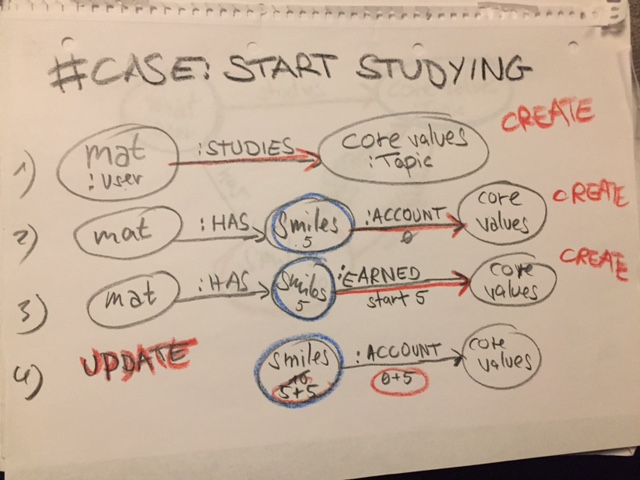 #CASE: START STUDYING
CREATE
1) mat :STUDIES core values
:user :Topic
CREATE
2) mat :HAS smiles :ACCOUNT core values
5 0
CREATE
3) mat :HAS smiles :EARNED core values
5 start 5
4) UPDATE smiles :ACCOUNT core values
5+5 0+5